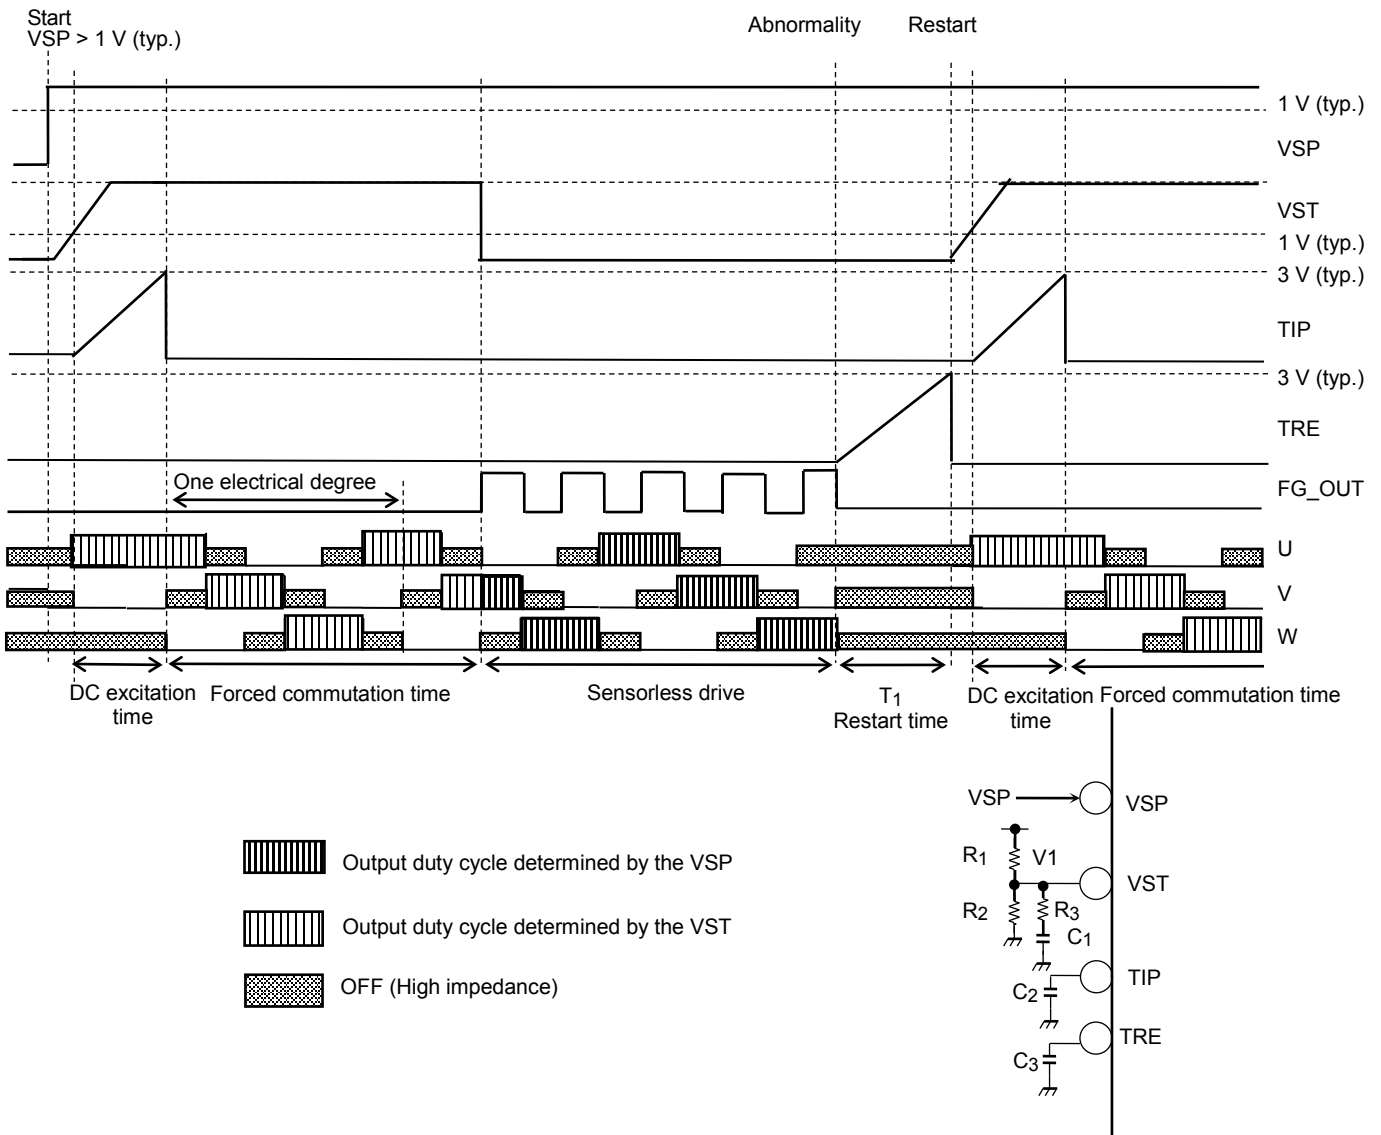 Start
VSP > 1 V (typ.)
Abnormality
Restart
1 V (typ.)
VSP
VST
1 V (typ.)
3 V (typ.)
TIP
3 V (typ.)
TRE
One electrical degree
FG_OUT
U
V
W
DC excitation
time
Forced commutation time
Sensorless drive
T1
Restart time
DC excitation
time
Forced commutation time
VSP
VSP
R1
V1
VST
R2
R3
C1
TIP
C2
TRE
C3
Output duty cycle determined by the VSP
Output duty cycle determined by the VST
OFF (High impedance)